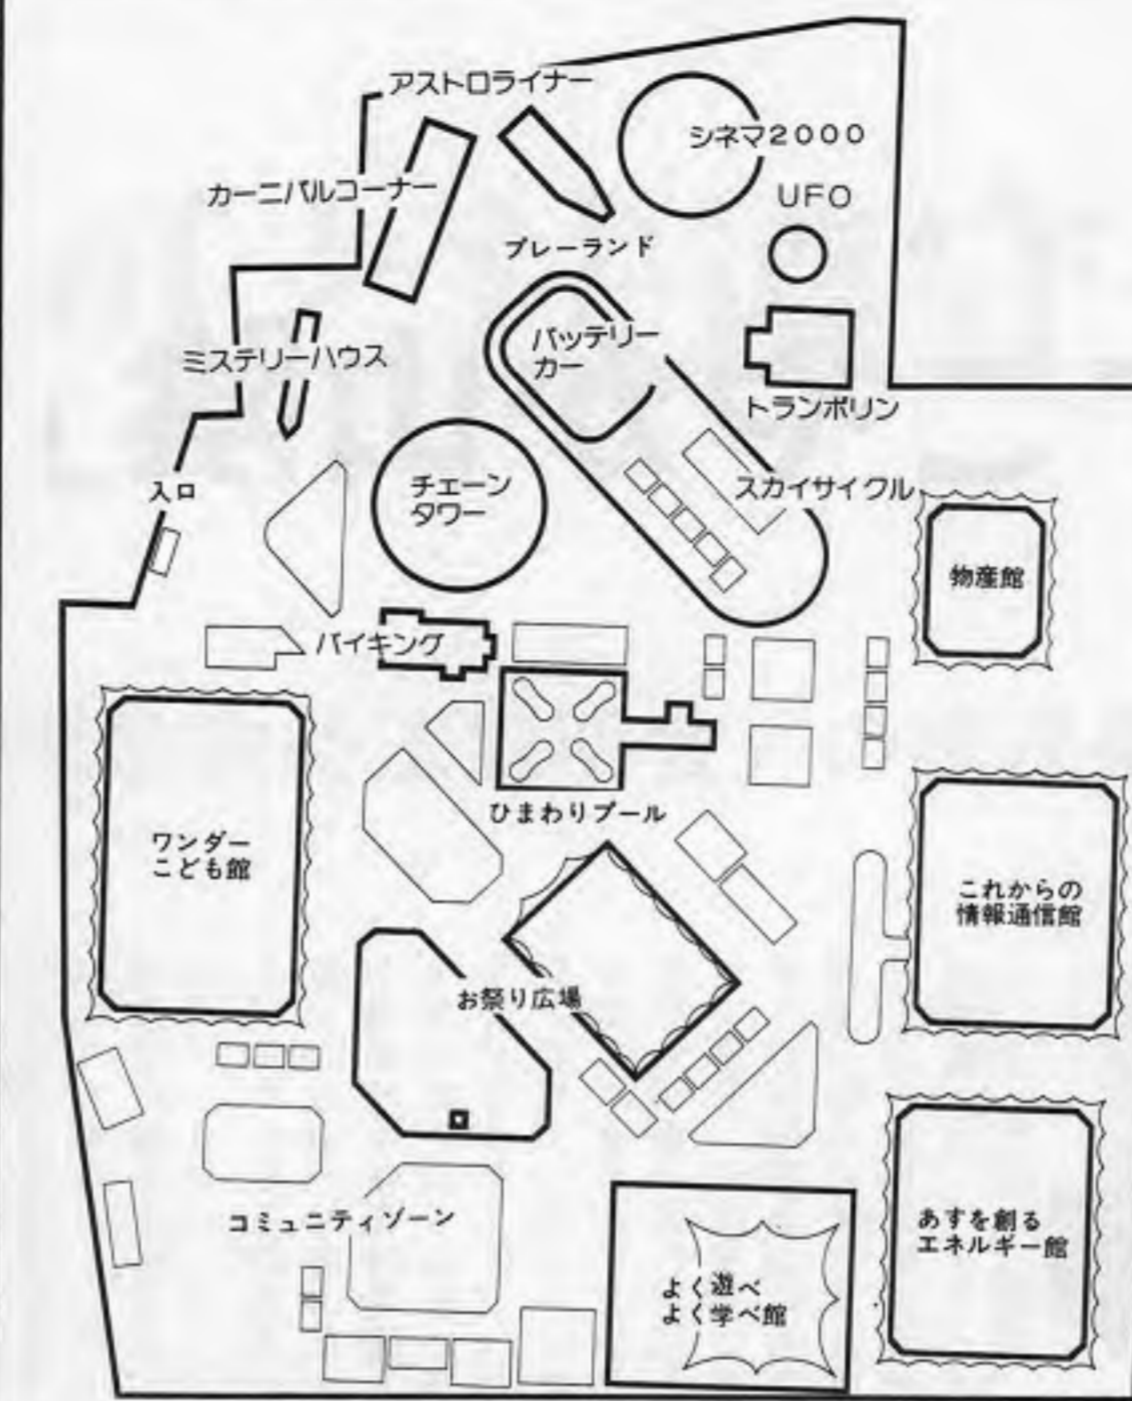 アストロライナー
シネマ2000
カーニバルコーナー
UFO
プレーランド
バッテリー
カー
ミステリーハウス
トランポリン
入口
チェーン
タワー
スカイサイクル
物産館
バイキング
ひまわりプール
ワンダー
こども館
これからの
情報通信館
お祭り広場
コミュニティゾーン
あすを創る
エネルギー館
よく遊べ
よく学べ館